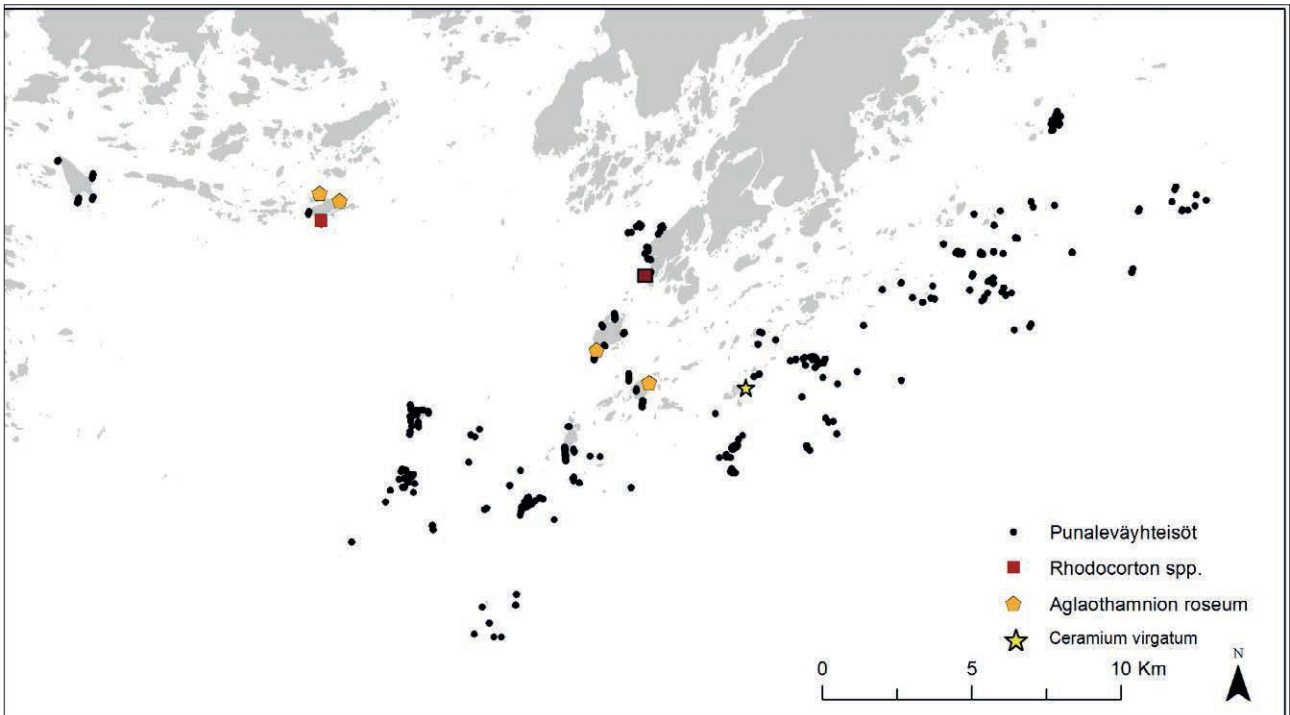 Punaleväyhteisöt
Rhodocorton spp.
Aglaothamnion roseum
Ceramium virgatum
0 5 10 Km
N